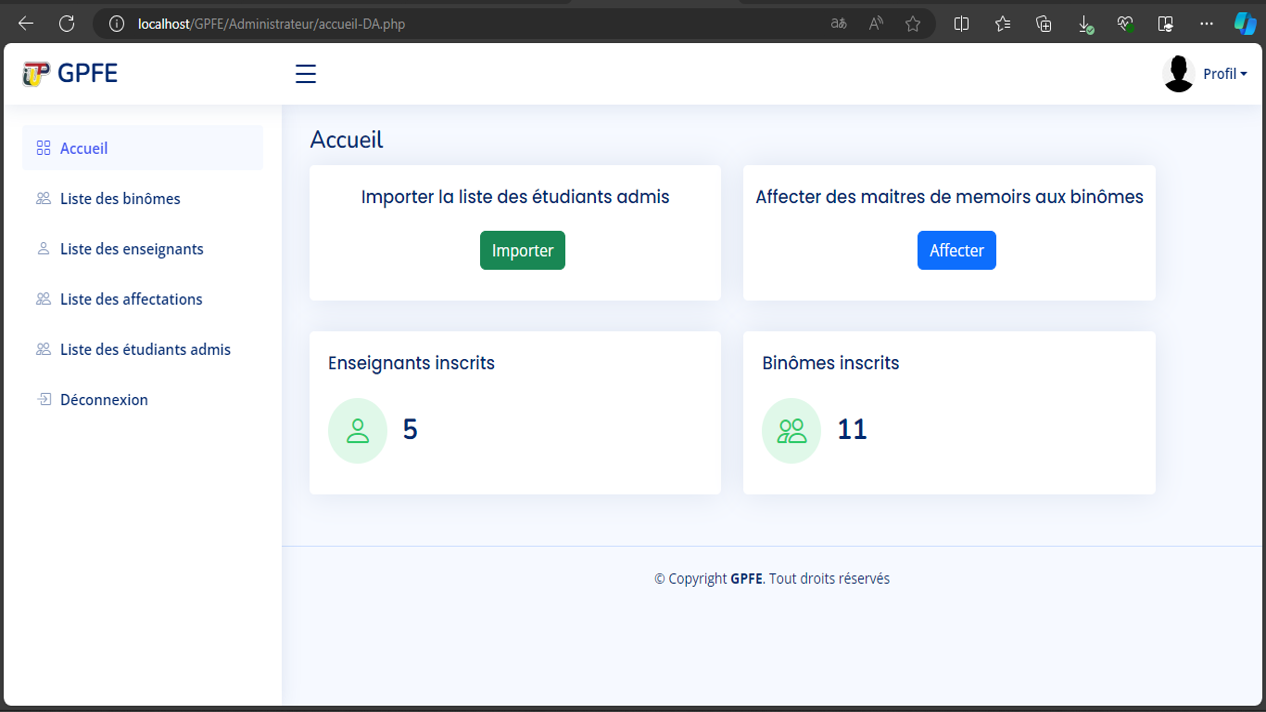 localhost/GPFE/Administrateur/accueil-DA.php
GPFE
Profil
Accueil
Liste des binômes
Liste des enseignants
Liste des affectations
Liste des étudiants admis
Déconnexion
Accueil
Importer la liste des étudiants admis
Importer
Affecter des maitres de memoirs aux binômes
Affecter
Enseignants inscrits
5
Binômes inscrits
11
© Copyright GPFE. Tout droits réservés